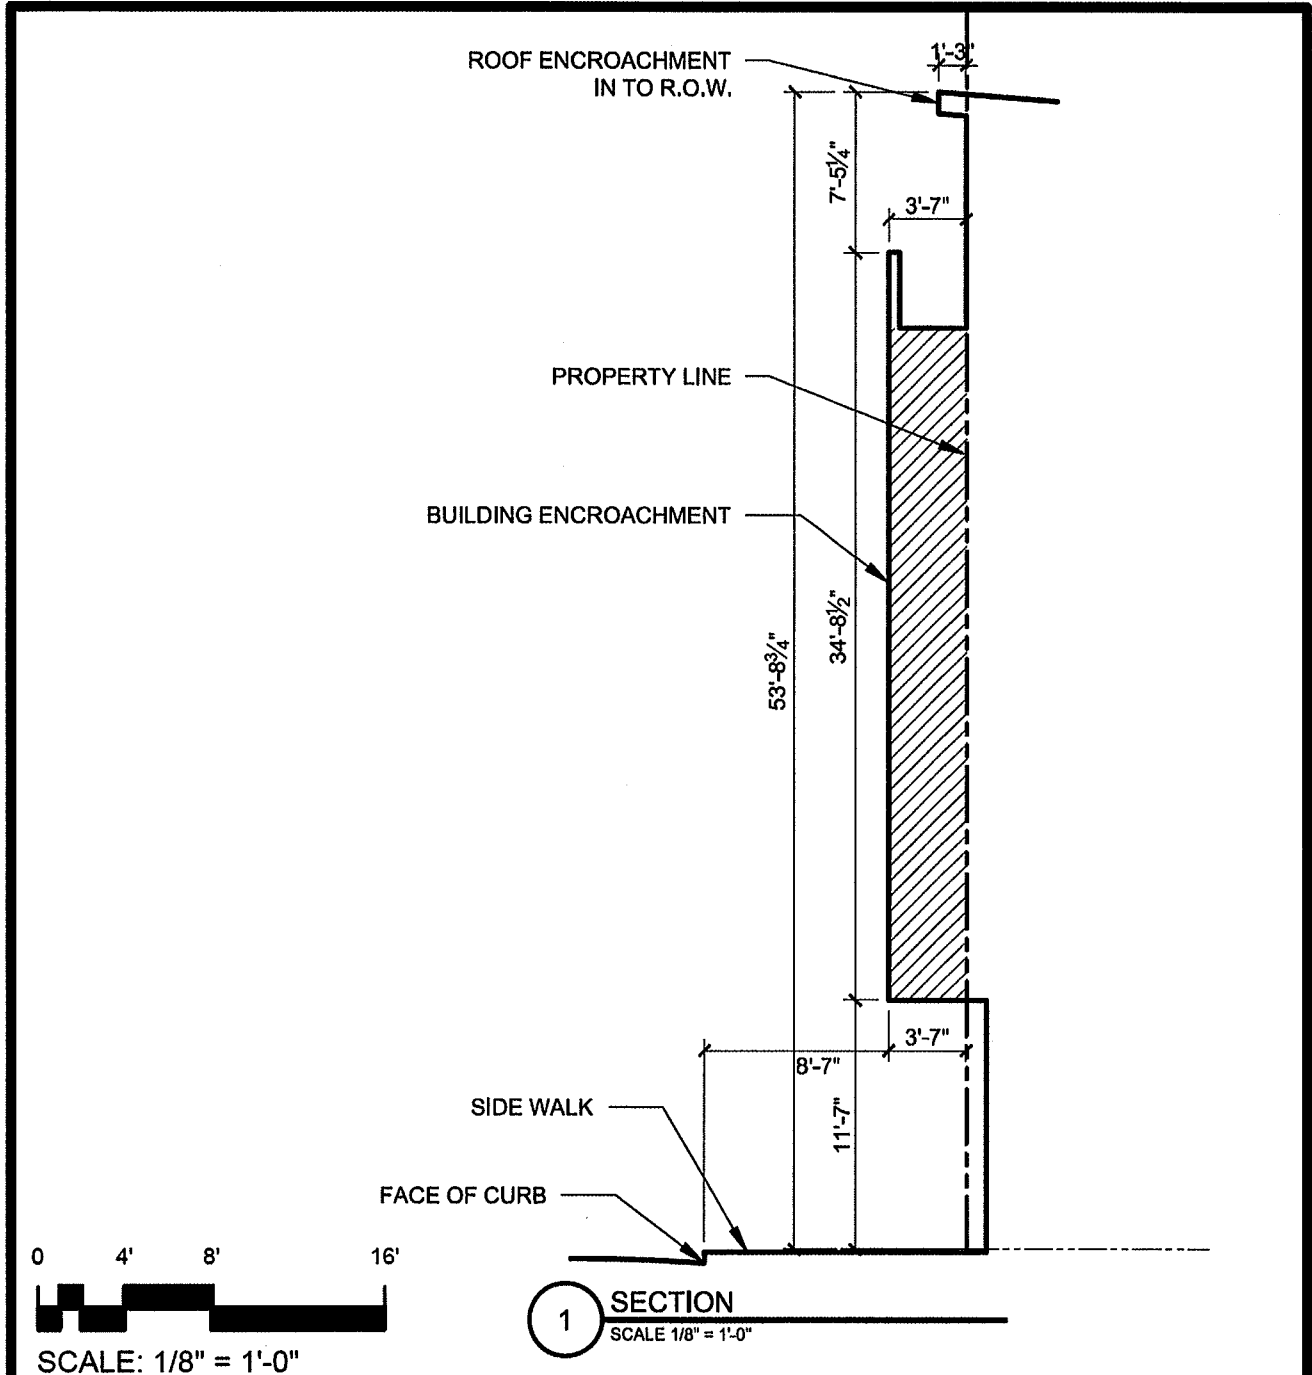 ROOF ENCROACHMENT
IN TO R.O.W.
1'-3"
7'-5¼"
3'-7"
PROPERTY LINE
BUILDING ENCROACHMENT
34'-8½"
53'-8¾"
3'-7"
8'-7"
11'-7"
SIDE WALK
FACE OF CURB
0 4' 8' 16'
SCALE: 1/8" = 1'-0"
1
SECTION
SCALE 1/8" = 1'-0"